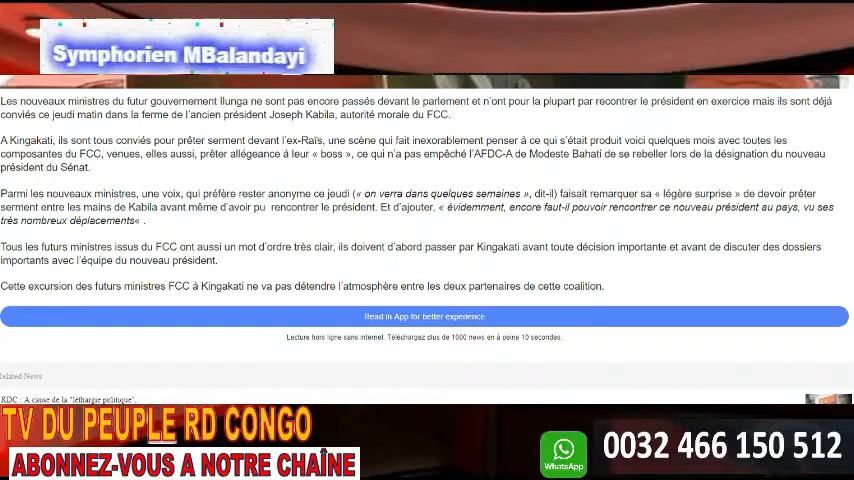 Symphorien MBalandayi
Les nouveaux ministres du futur gouvernement Ilunga ne sont pas encore passés devant le parlement et n'ont pour la plupart par recontrer le président en exercice mais ils sont déjà
conviés ce jeudi matin dans la ferme de l'ancien président Joseph Kabila, autorité morale du FCC.
A Kingakati, ils sont tous conviés pour prêter serment devant l'ex-Raïs, une scène qui fait inexorablement penser à ce qui s'était produit voici quelques mois avec toutes les
composantes du FCC, venues, elles aussi, prêter allégeance à leur « boss », ce qui n'a pas empêché l'AFDC-A de Modeste Bahati de se rebeller lors de la désignation du nouveau
président du Sénat.
Parmi les nouveaux ministres, une voix, qui préfère rester anonyme ce jeudi (« on verra dans quelques semaines », dit-il) faisait remarquer sa « légère surprise » de devoir prêter
serment entre les mains de Kabila avant même d'avoir pu rencontrer le président. Et d'ajouter, « évidemment, encore faut-il pouvoir rencontrer ce nouveau président au pays, vu ses
très nombreux déplacements« .
Tous les futurs ministres issus du FCC ont aussi un mot d'ordre très clair, ils doivent d'abord passer par Kingakati avant toute décision importante et avant de discuter des dossiers
importants avec l'équipe du nouveau président.
Cette excursion des futurs ministres FCC à Kingakati ne va pas détendre l'atmosphère entre les deux partenaires de cette coalition.
Read in App for better experience
Lecture hors ligne sans internet. Téléchargez plus de 1000 news en à peine 10 secondes.
Related News
RDC : A cause de la "léthargie politique",
TV DU PEUPLE RD CONGO
ABONNEZ-VOUS A NOTRE CHAÎNE
WhatsApp
0032 466 150 512